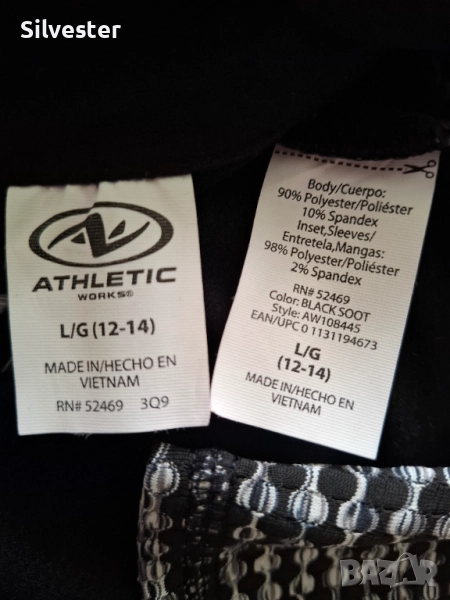 Silvester
ATHLETIC
WORKS®
L/G (12-14)
MADE IN/HECHO EN
VIETNAM
RN# 52469 3Q9
Body/Cuerpo:
90% Polyester/Poliéster
10% Spandex
Inset,Sleeves/
Entretela,Mangas:
98% Polyester/Poliéster
2% Spandex
RN# 52469
Color: BLACK SOOT
Style: AW108445
EAN/UPC 0 1131194673
L/G
(12-14)
MADE IN/HECHO EN
VIETNAM
BAZAR